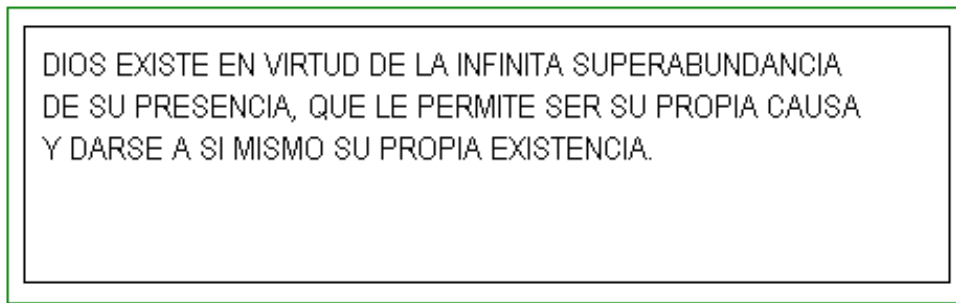 DIOS EXISTE EN VIRTUD DE LA INFINITA SUPERABUNDANCIA
DE SU PRESENCIA, QUE LE PERMITE SER SU PROPIA CAUSA
Y DARSE A SI MISMO SU PROPIA EXISTENCIA.